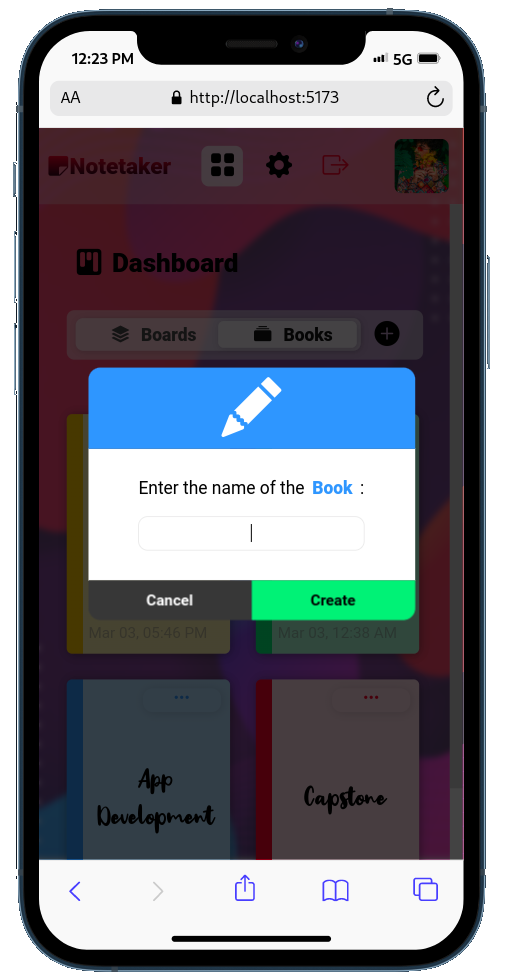 12:23 PM 5G
AA http://localhost:5173
Notetaker
Dashboard
Boards Books
Enter the name of the Book :
Cancel Create
Mar 03, 05:46 PM Mar 03, 12:38 AM
App
Development
Capstone